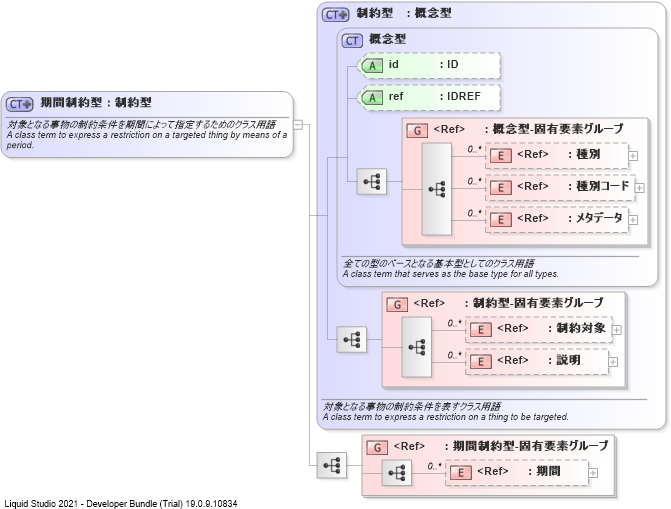 CT+ 制約型 : 概念型
CT 概念型
A id : ID
A ref : IDREF
G <Ref> : 概念型-固有要素グループ
0..* E <Ref> : 種別
0..* E <Ref> : 種別コード
0..* E <Ref> : メタデータ
全ての型のベースとなる基本型としてのクラス用語
A class term that serves as the base type for all types.
CT+ 期間制約型 : 制約型
対象となる事物の制約条件を期間によって指定するためのクラス用語
A class term to express a restriction on a targeted thing by means of a
period.
G <Ref> : 制約型-固有要素グループ
0..* E <Ref> : 制約対象
0..* E <Ref> : 説明
対象となる事物の制約条件を表すクラス用語
A class term to express a restriction on a thing to be targeted.
G <Ref> : 期間制約型-固有要素グループ
0..* E <Ref> : 期間
Liquid Studio 2021 - Developer Bundle (Trial) 19.0.9.10834